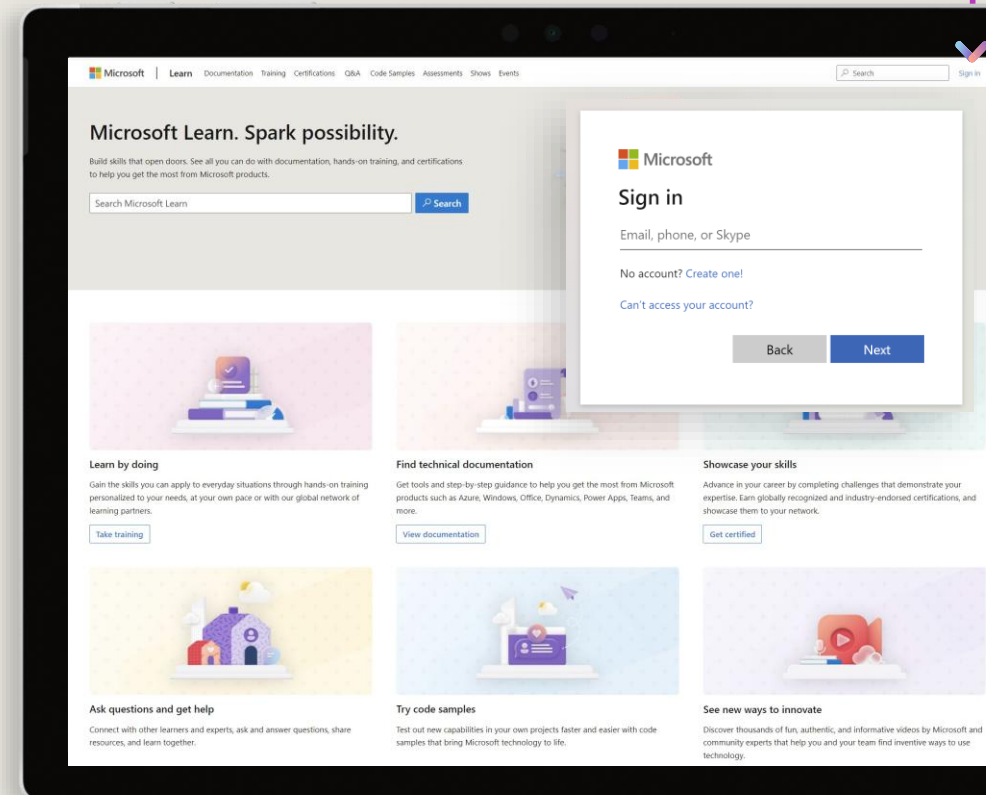 Microsoft | Learn Documentation Training Certifications Q&A Code Samples Assessments Shows Events
Search
Sign in
Microsoft Learn. Spark possibility.
Build skills that open doors. See all you can do with documentation, hands-on training, and certifications
to help you get the most from Microsoft products.
Search Microsoft Learn
Search
Microsoft
Sign in
Email, phone, or Skype
No account? Create one!
Can't access your account?
Back
Next
Learn by doing
Gain the skills you can apply to everyday situations through hands-on training
personalized to your needs, at your own pace or with our global network of
learning partners.
Take training
Find technical documentation
Get tools and step-by-step guidance to help you get the most from Microsoft
products such as Azure, Windows, Office, Dynamics, Power Apps, Teams, and
more.
View documentation
Showcase your skills
Advance in your career by completing challenges that demonstrate your
expertise. Earn globally recognized and industry-endorsed certifications, and
showcase them to your network.
Get certified
Ask questions and get help
Connect with other learners and experts, ask and answer questions, share
resources, and learn together.
Try code samples
Test out new capabilities in your own projects faster and easier with code
samples that bring Microsoft technology to life.
See new ways to innovate
Discover thousands of fun, authentic, and informative videos by Microsoft and
community experts that help you and your team find inventive ways to use
technology.